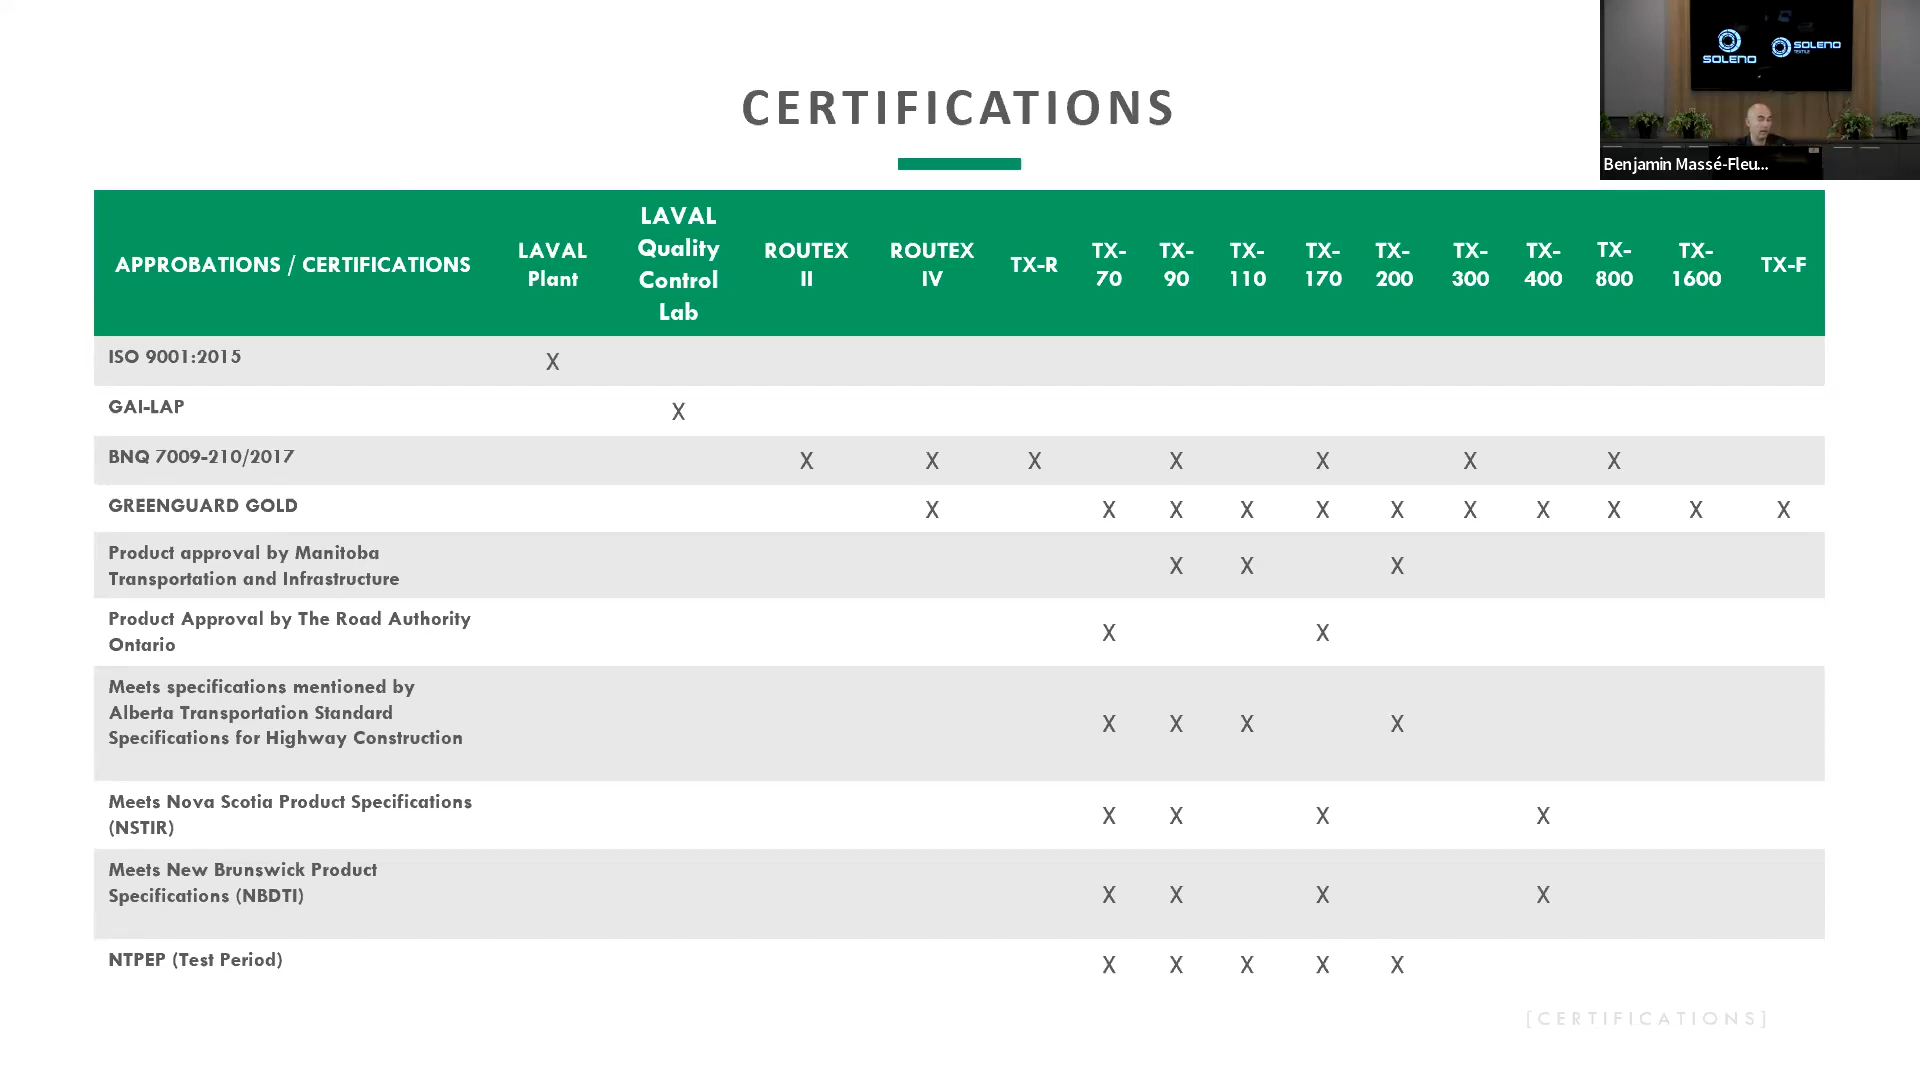 SOLENO
SOLENO
TEXTILE
Benjamin Massé-Fleu...
CERTIFICATIONS
APPROBATIONS / CERTIFICATIONS
LAVAL
Plant
LAVAL
Quality
Control
Lab
ROUTEX
II
ROUTEX
IV
TX-R
TX-
70
TX-
90
TX-
110
TX-
170
TX-
200
TX-
300
TX-
400
TX-
800
TX-
1600
TX-F
ISO 9001:2015
X
GAI-LAP
X
BNQ 7009-210/2017
X X X X X X X
GREENGUARD GOLD
X X X X X X X X X X X
Product approval by Manitoba
Transportation and Infrastructure
X X X
Product Approval by The Road Authority
Ontario
X X
Meets specifications mentioned by
Alberta Transportation Standard
Specifications for Highway Construction
X X X X
Meets Nova Scotia Product Specifications
(NSTIR)
X X X X
Meets New Brunswick Product
Specifications (NBDTI)
X X X X
NTPEP (Test Period)
X X X X X
[CERTIFICATIONS]